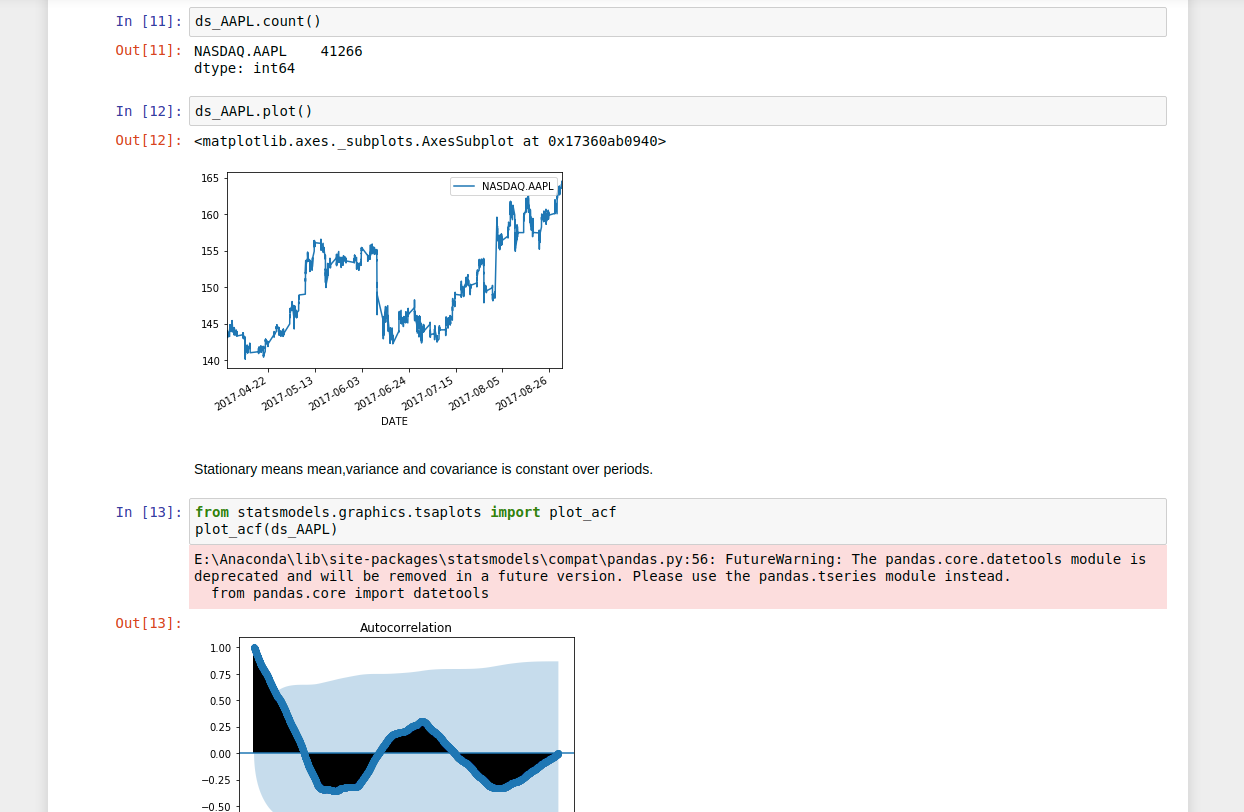 In [11]: ds_AAPL.count()
Out[11]: NASDAQ.AAPL    41266
dtype: int64
In [12]: ds_AAPL.plot()
Out[12]: <matplotlib.axes._subplots.AxesSubplot at 0x17360ab0940>
NASDAQ.AAPL
165
160
155
150
145
140
2017-04-22 2017-05-13 2017-06-03 2017-06-24 2017-07-15 2017-08-05 2017-08-26
DATE
Stationary means mean,variance and covariance is constant over periods.
In [13]: from statsmodels.graphics.tsaplots import plot_acf
plot_acf(ds_AAPL)
E:\Anaconda\lib\site-packages\statsmodels\compat\pandas.py:56: FutureWarning: The pandas.core.datetools module is
deprecated and will be removed in a future version. Please use the pandas.tseries module instead.
  from pandas.core import datetools
Out[13]:
Autocorrelation
1.00
0.75
0.50
0.25
0.00
−0.25
−0.50